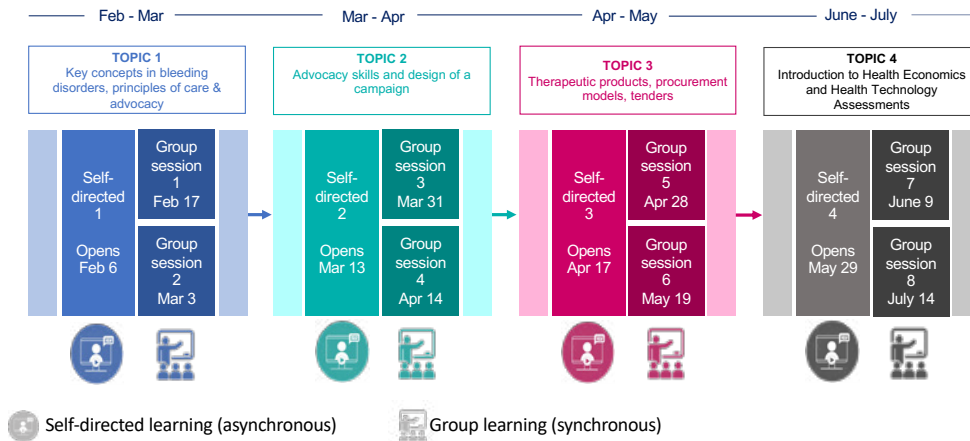 Feb - Mar
Mar - Apr
Apr - May
June - July
TOPIC 1
Key concepts in bleeding
disorders, principles of care &
advocacy
TOPIC 2
Advocacy skills and design of a
campaign
TOPIC 3
Therapeutic products, procurement
models, tenders
TOPIC 4
Introduction to Health Economics
and Health Technology
Assessments
Self-
directed
1
Opens
Feb 6
Group
session
1
Feb 17
Group
session
2
Mar 3
Self-
directed
2
Opens
Mar 13
Group
session
3
Mar 31
Group
session
4
Apr 14
Self-
directed
3
Opens
Apr 17
Group
session
5
Apr 28
Group
session
6
May 19
Self-
directed
4
Opens
May 29
Group
session
7
June 9
Group
session
8
July 14
Self-directed learning (asynchronous)
Group learning (synchronous)